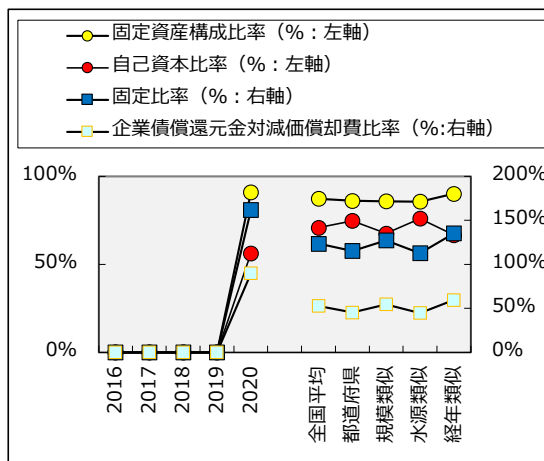 固定資産構成比率（%：左軸）
自己資本比率（%：左軸）
固定比率（%：右軸）
企業債償還元金対減価償却費比率（%:右軸）
100%
50%
0%
200%
150%
100%
50%
0%
2016
2017
2018
2019
2020
全国平均
都道府県
規模類似
水源類似
経年類似